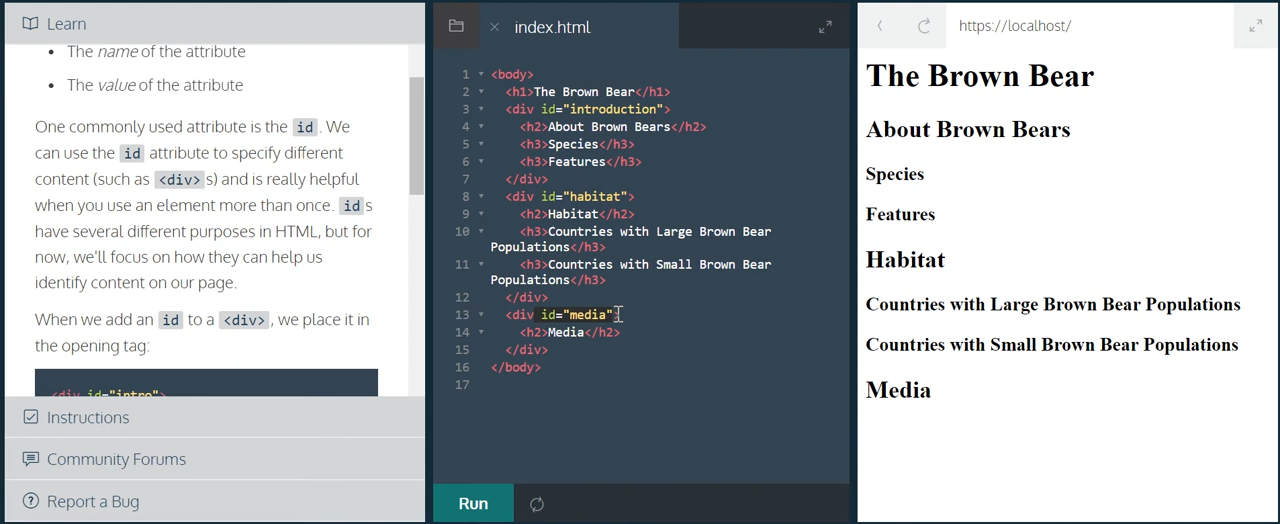 Learn
The name of the attribute
The value of the attribute
One commonly used attribute is the id. We
can use the id attribute to specify different
content (such as <div>s) and is really helpful
when you use an element more than once. ids
have several different purposes in HTML, but for
now, we'll focus on how they can help us
identify content on our page.
When we add an id to a <div>, we place it in
the opening tag:
<div id="intro">
Instructions
Community Forums
Report a Bug
index.html
1 <body>
2 <h1>The Brown Bear</h1>
3 <div id="introduction">
4 <h2>About Brown Bears</h2>
5 <h3>Species</h3>
6 <h3>Features</h3>
7 </div>
8 <div id="habitat">
9 <h2>Habitat</h2>
10 <h3>Countries with Large Brown Bear
Populations</h3>
11 <h3>Countries with Small Brown Bear
Populations</h3>
12 </div>
13 <div id="media">
14 <h2>Media</h2>
15 </div>
16 </body>
17
Run
https://localhost/
The Brown Bear
About Brown Bears
Species
Features
Habitat
Countries with Large Brown Bear Populations
Countries with Small Brown Bear Populations
Media